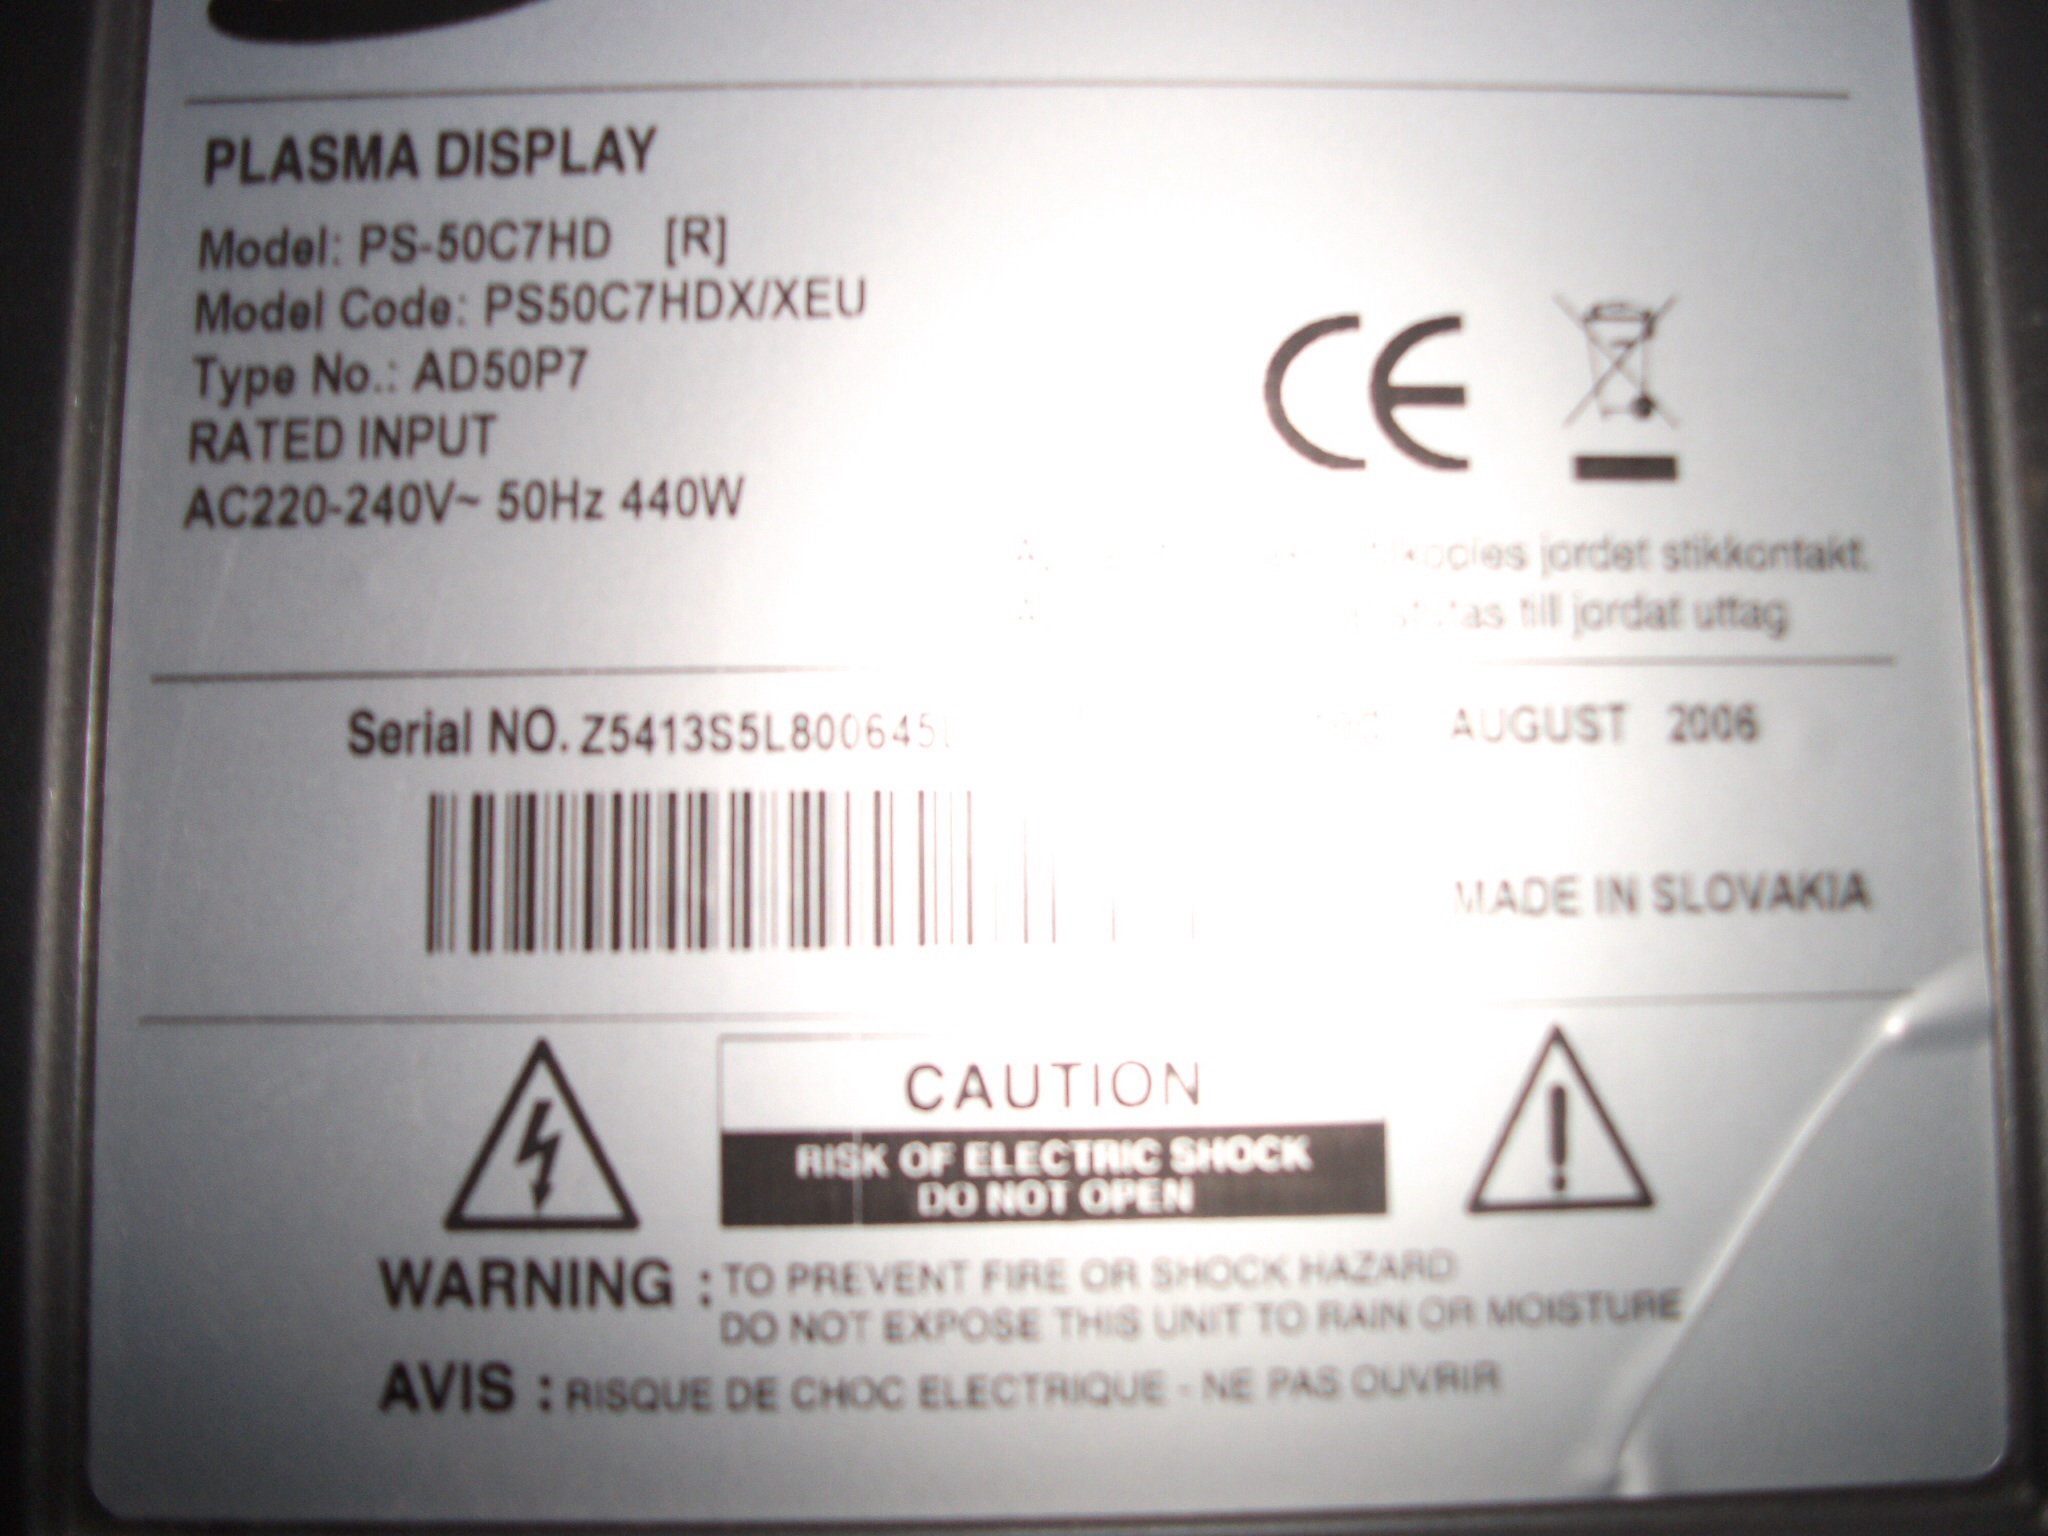 PLASMA DISPLAY
Model: PS-50C7HD [R]
Model Code: PS50C7HDX/XEU
Type No.: AD50P7
RATED INPUT
AC220-240V~ 50Hz 440W
CE
jordet stikkontakt.
till jordat uttag
Serial NO. AUGUST 2006
MADE IN SLOVAKIA
CAUTION
RISK OF ELECTRIC SHOCK
DO NOT OPEN
WARNING : TO PREVENT FIRE OR SHOCK HAZARD
DO NOT EXPOSE THIS UNIT TO RAIN OR MOISTURE
AVIS : RISQUE DE CHOC ELECTRIQUE - NE PAS OUVRIR